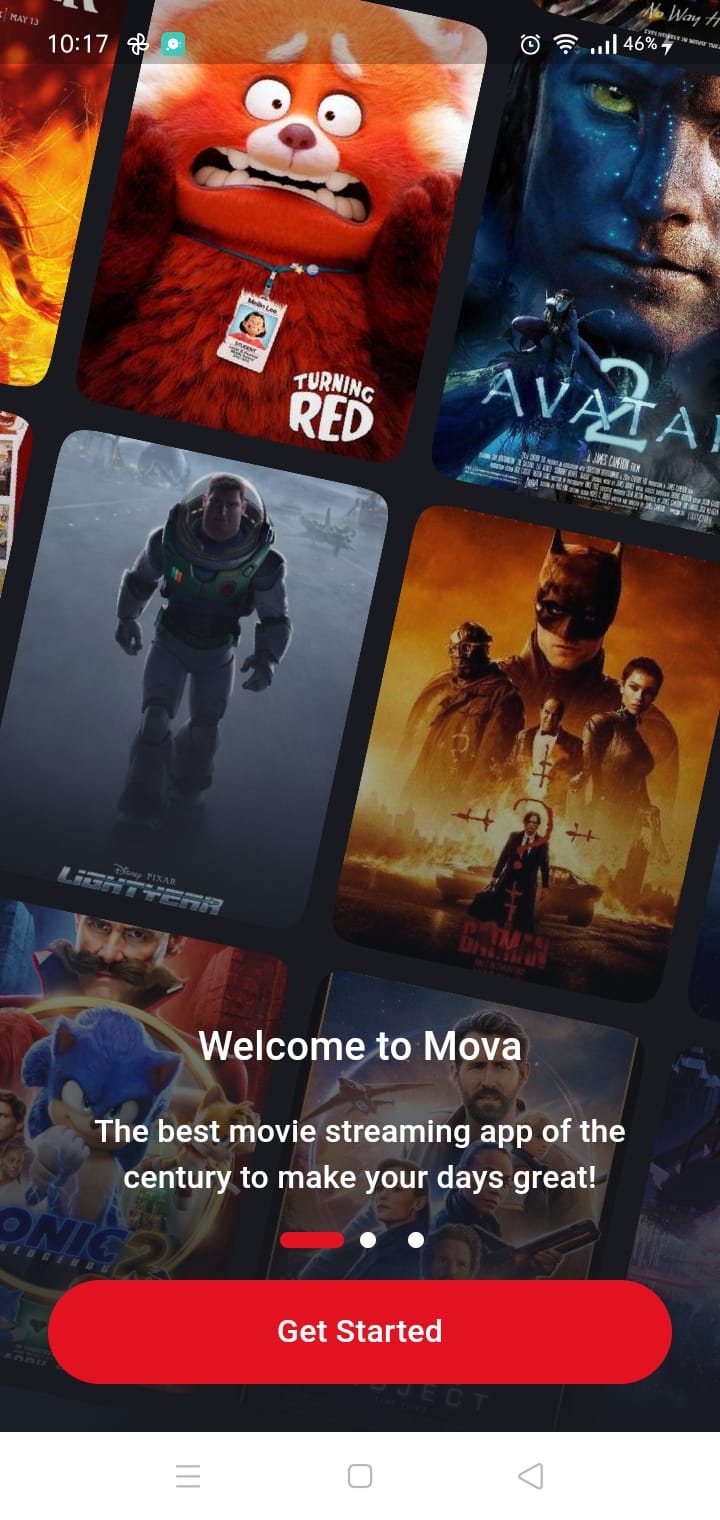 MAY 13
No Way H
10:17
46%
Meilin Lee
STUDENT
TURNING
RED
AVATAR
2
A JAMES CAMERON FILM
Disney PIXAR
LIGHTYEAR
BATMAN
Welcome to Mova
The best movie streaming app of the
century to make your days great!
ONIC 2
HEDGEHOG
Get Started
JECT